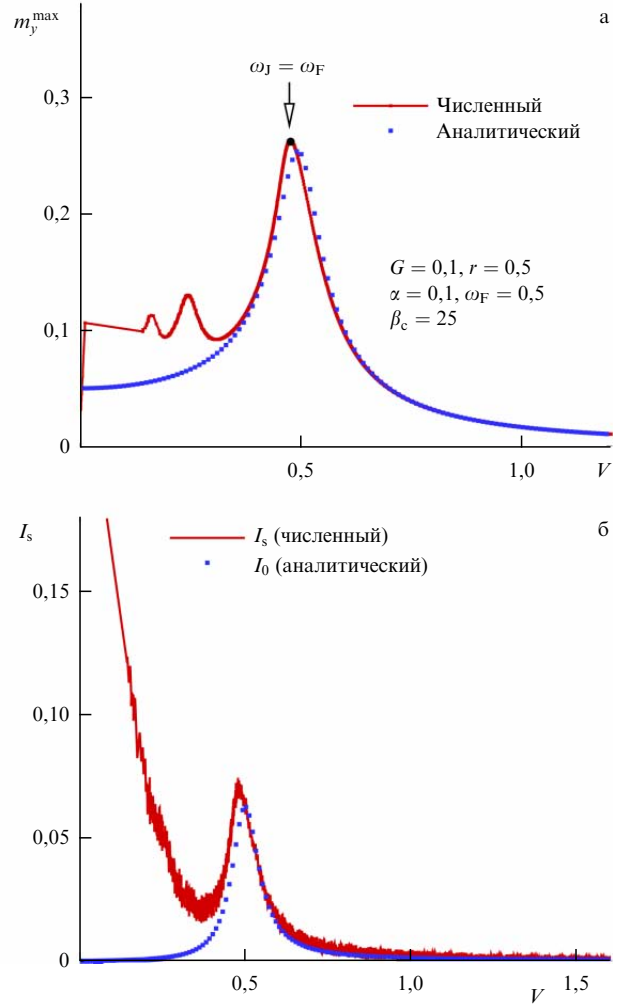 m_y^max
а
ω_J = ω_F
0,3
Численный
Аналитический
0,2
G = 0,1, r = 0,5
α = 0,1, ω_F = 0,5
β_c = 25
0,1
0
0,5
1,0
V
I_s
I_s (численный)
б
I_0 (аналитический)
0,15
0,10
0,05
0
0,5
1,0
1,5
V